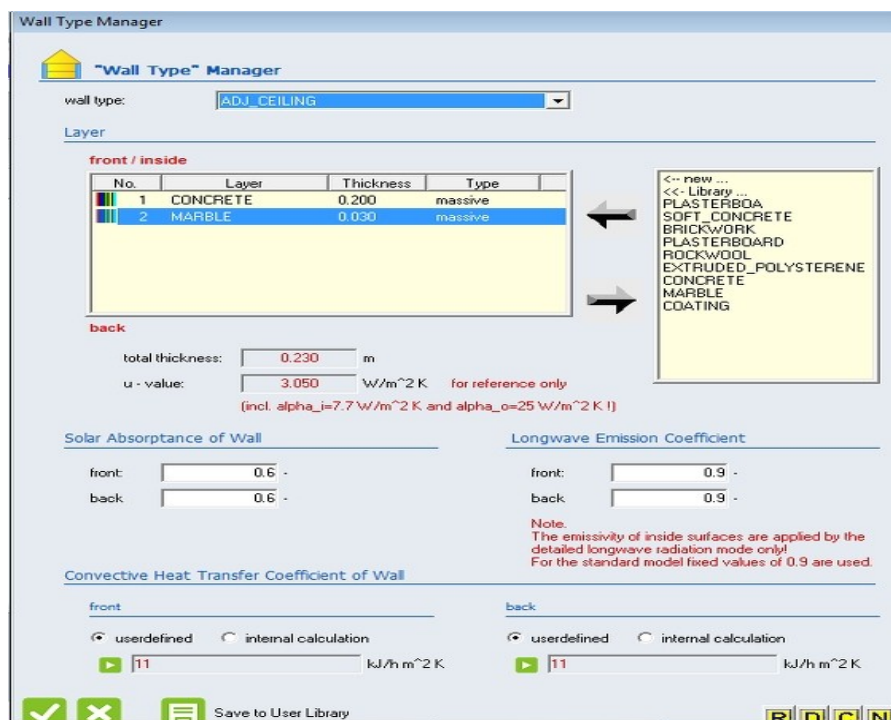 Wall Type Manager
"Wall Type" Manager
wall type: ADJ_CEILING
Layer
front / inside
No. Layer Thickness Type
1 CONCRETE 0.200 massive
2 MARBLE 0.030 massive
back
<-- new ...
<<- Library ...
PLASTERBOA
SOFT_CONCRETE
BRICKWORK
PLASTERBOARD
ROCKWOOL
EXTRUDED_POLYSTERENE
CONCRETE
MARBLE
COATING
total thickness: 0.230 m
u - value: 3.050 W/m^2 K for reference only
(incl. alpha_i=7.7 W/m^2 K and alpha_o=25 W/m^2 K !)
Solar Absorptance of Wall
front: 0.6 -
back 0.6 -
Longwave Emission Coefficient
front: 0.9 -
back 0.9 -
Note.
The emissivity of inside surfaces are applied by the
detailed longwave radiation mode only!
For the standard model fixed values of 0.9 are used.
Convective Heat Transfer Coefficient of Wall
front
userdefined internal calculation
11 kJ/h m^2 K
back
userdefined internal calculation
11 kJ/h m^2 K
Save to User Library
R D C N